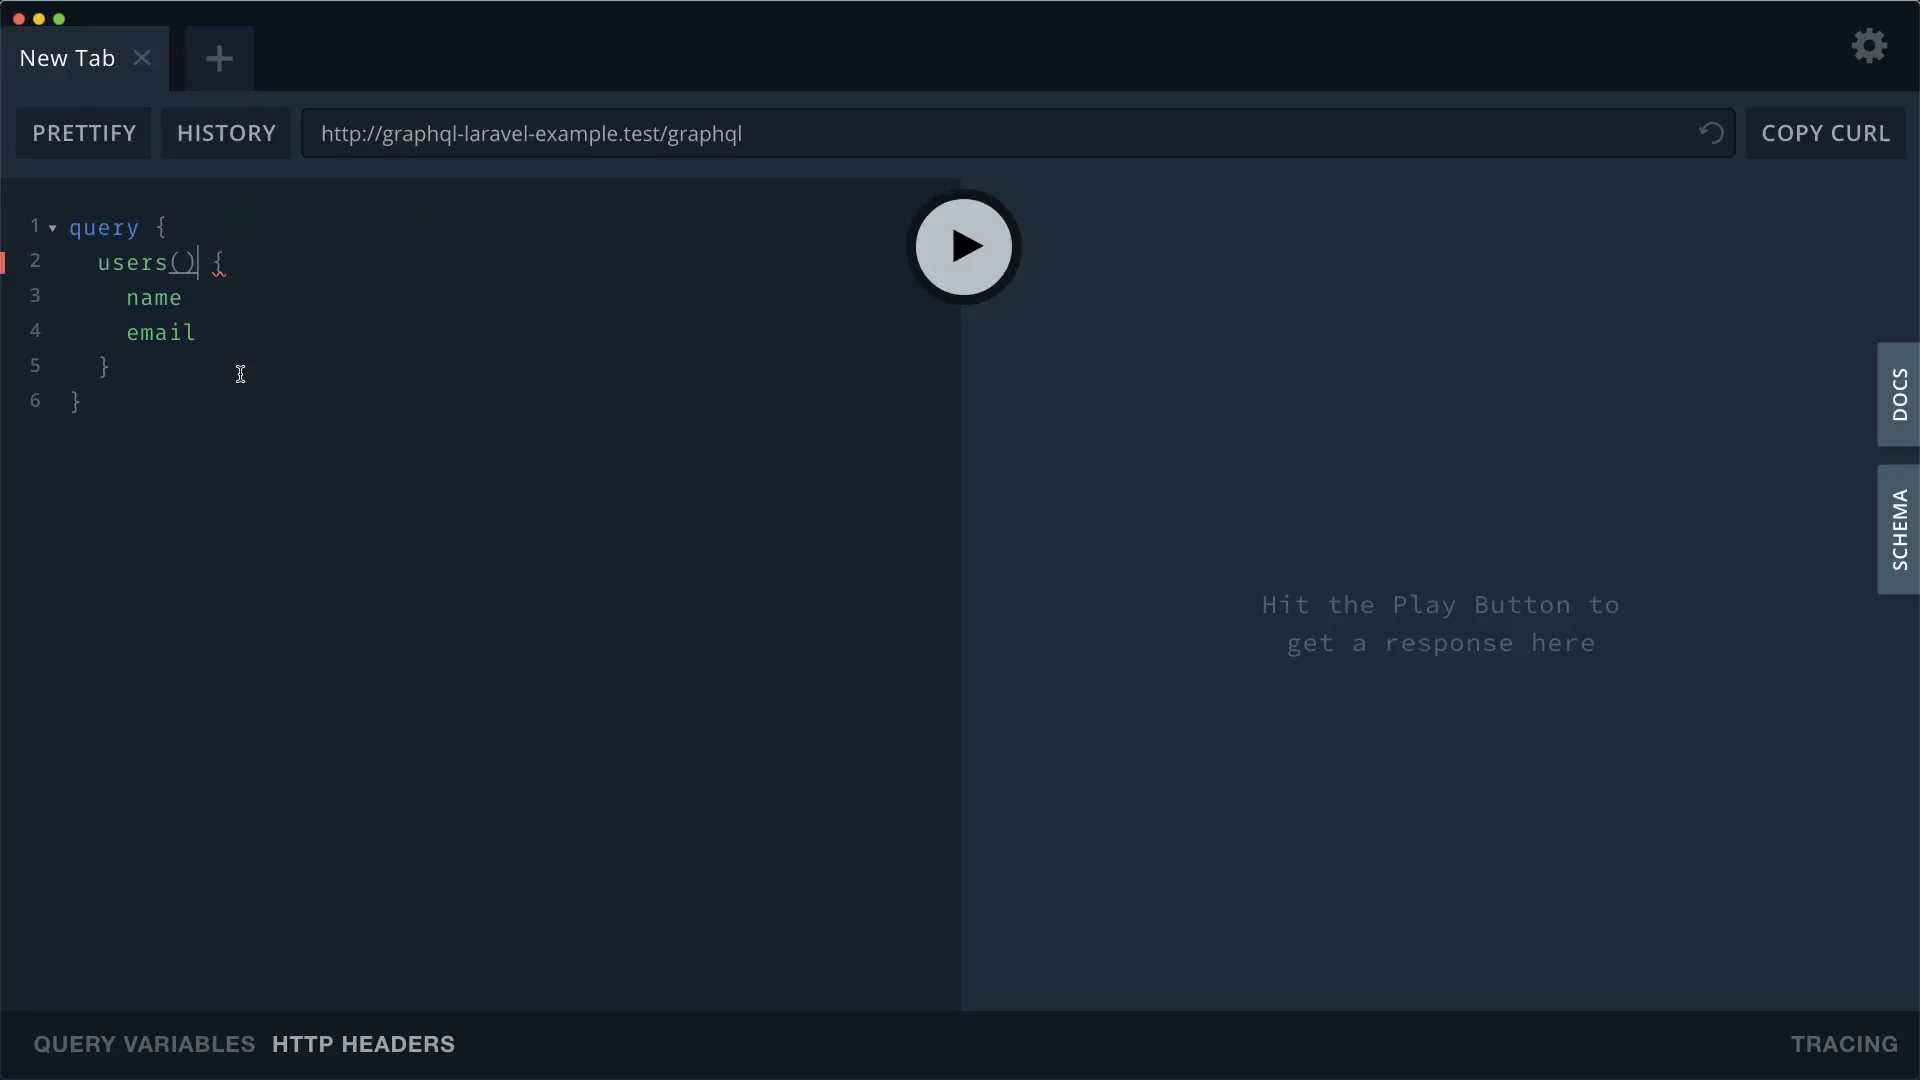 New Tab
PRETTIFY
HISTORY
http://graphql-laravel-example.test/graphql
COPY CURL
1 query {
2 users() {
3 name
4 email
5 }
6 }
DOCS
SCHEMA
Hit the Play Button to
get a response here
QUERY VARIABLES
HTTP HEADERS
TRACING